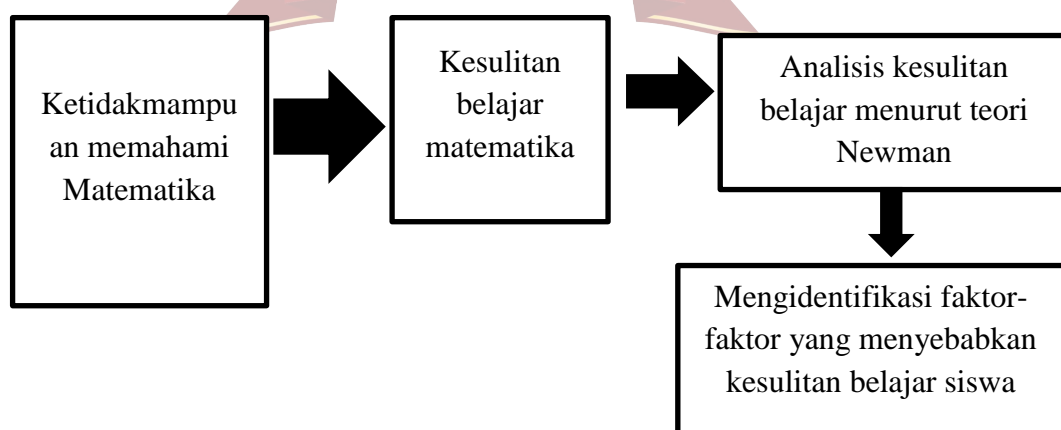 Ketidakmampu
an memahami
Matematika
Kesulitan
belajar
matematika
Analisis kesulitan
belajar menurut teori
Newman
Mengidentifikasi faktor-
faktor yang menyebabkan
kesulitan belajar siswa